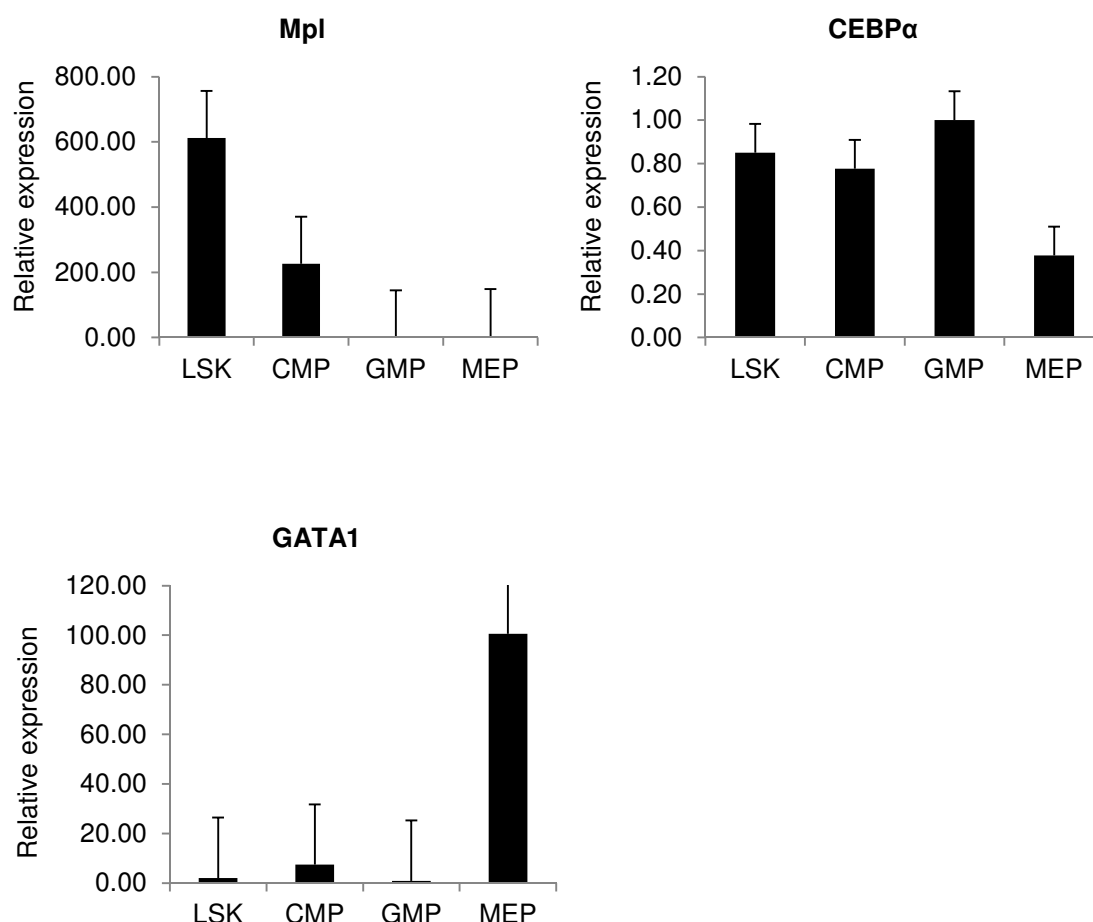 Mpl
Relative expression
800.00
600.00
400.00
200.00
0.00
LSK CMP GMP MEP
CEBPα
Relative expression
1.20
1.00
0.80
0.60
0.40
0.20
0.00
LSK CMP GMP MEP
GATA1
Relative expression
120.00
100.00
80.00
60.00
40.00
20.00
0.00
LSK CMP GMP MEP